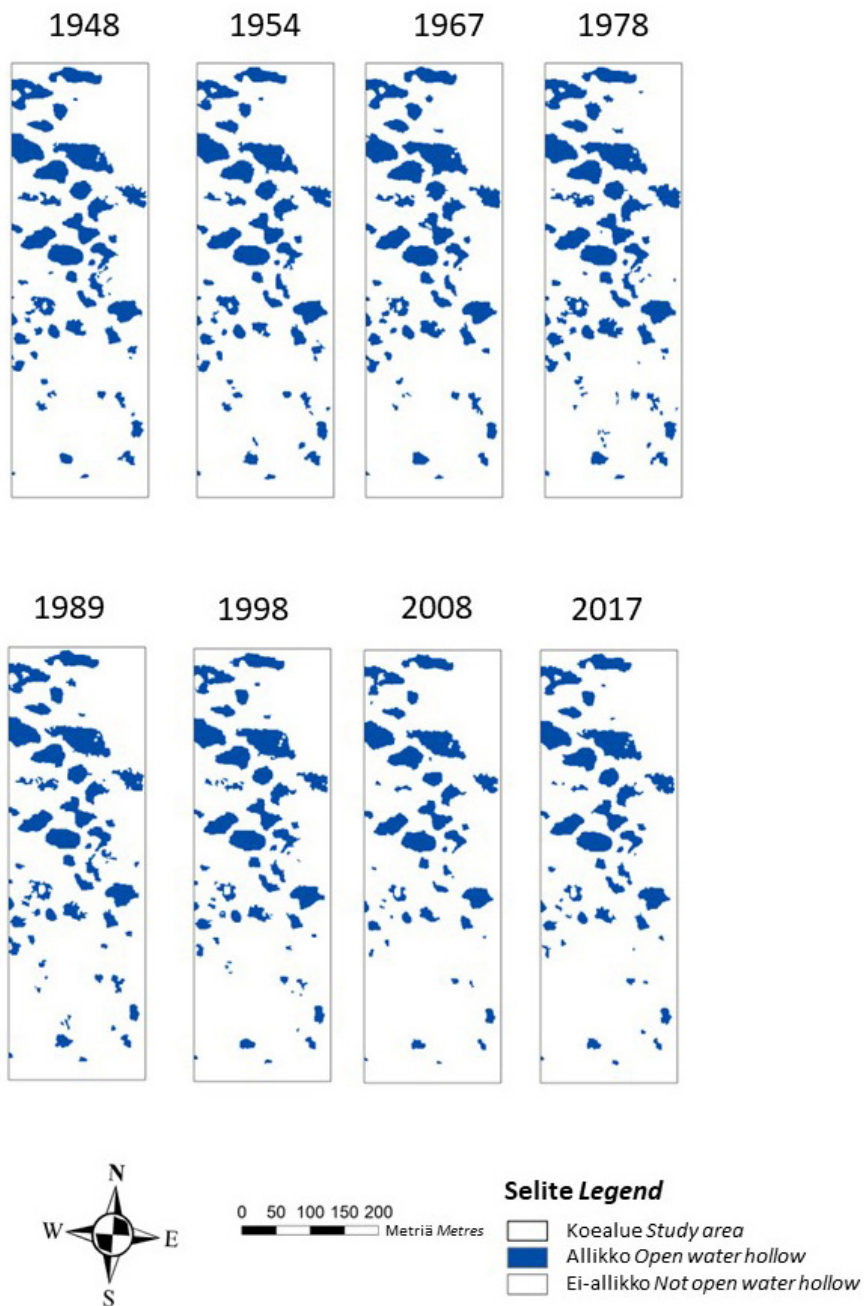 1948 1954 1967 1978
1989 1998 2008 2017
N
W E
S
0 50 100 150 200
Metriä Metres
Selite Legend
Koealue Study area
Allikko Open water hollow
Ei-allikko Not open water hollow